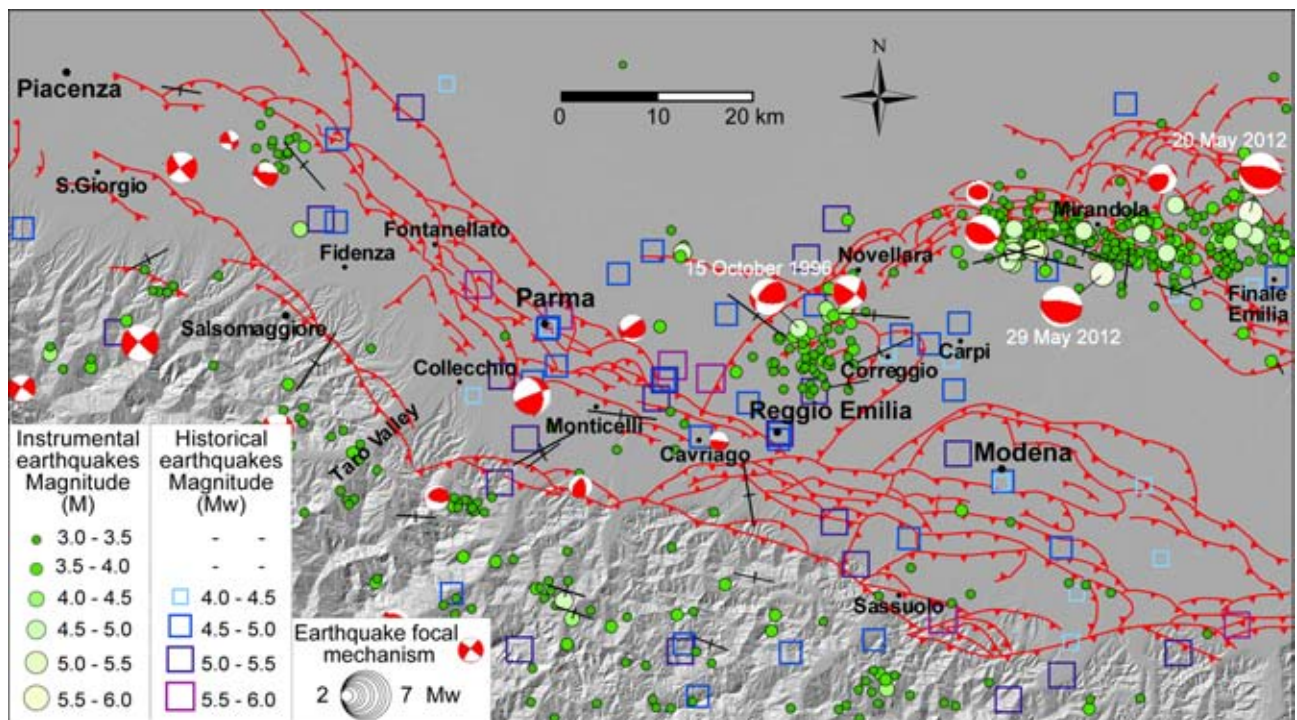 N
Piacenza
0 10 20 km
20 May 2012
S.Giorgio
Mirandola
Fontanellato
Fidenza
Novellara
15 October 1996
Parma
Finale
Emilia
Salsomaggiore
29 May 2012
Carpi
Collecchio
Correggio
Monticelli
Reggio Emilia
Cavriago
Modena
Taro Valley
Sassuolo
Instrumental
earthquakes
Magnitude
(M)
3.0 - 3.5
3.5 - 4.0
4.0 - 4.5
4.5 - 5.0
5.0 - 5.5
5.5 - 6.0
Historical
earthquakes
Magnitude
(Mw)
- -
- -
4.0 - 4.5
4.5 - 5.0
5.0 - 5.5
5.5 - 6.0
Earthquake focal
mechanism
2 7 Mw